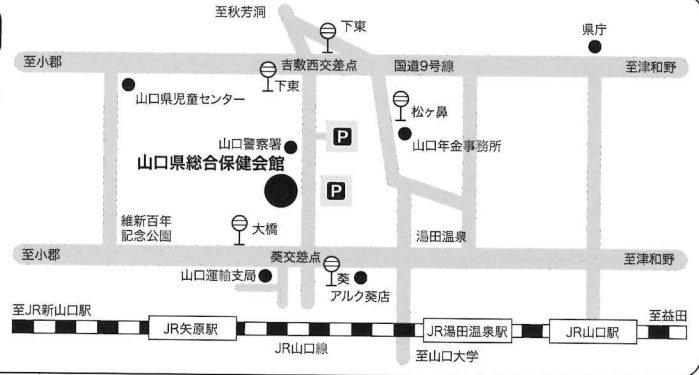 至秋芳洞
下東
県庁
至小郡
吉敷西交差点
国道9号線
至津和野
下東
山口県児童センター
松ヶ鼻
山口警察署
P
山口年金事務所
山口県総合保健会館
P
維新百年
記念公園
大橋
湯田温泉
至小郡
葵交差点
至津和野
山口運輸支局
葵
アルク葵店
至JR新山口駅
至益田
JR矢原駅
JR湯田温泉駅
JR山口駅
JR山口線
至山口大学